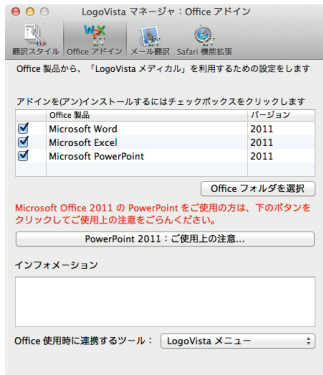 LogoVista マネージャ：Office アドイン
翻訳スタイル Office アドイン メール翻訳 Safari 機能拡張
Office 製品から、「LogoVista メディカル」を利用するための設定をします
アドインを(アン)インストールするにはチェックボックスをクリックします
Office 製品 バージョン
Microsoft Word 2011
Microsoft Excel 2011
Microsoft PowerPoint 2011
Office フォルダを選択
Microsoft Office 2011 の PowerPoint をご使用の方は、下のボタンを
クリックしてご使用上の注意をごらんください。
PowerPoint 2011：ご使用上の注意...
インフォメーション
Office 使用時に連携するツール： LogoVista メニュー